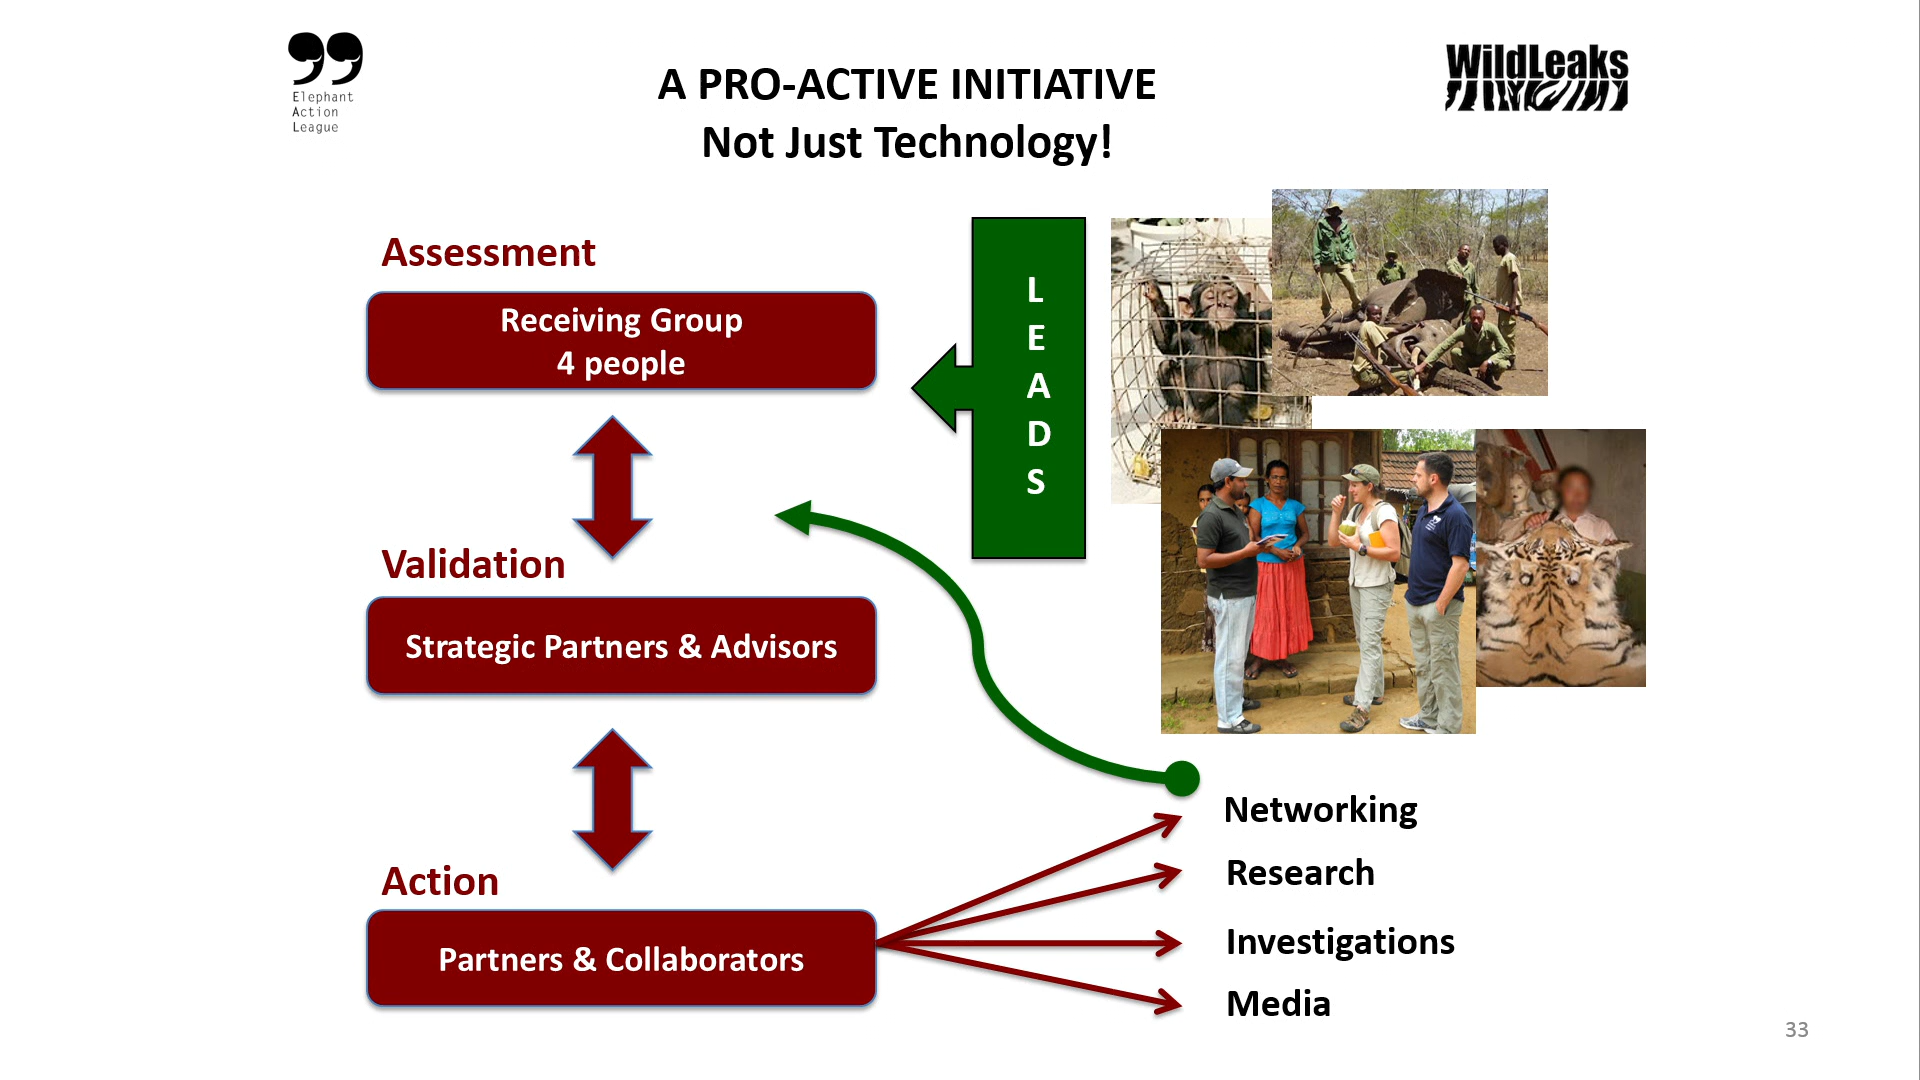 Elephant
Action
League
A PRO-ACTIVE INITIATIVE
Not Just Technology!
WildLeaks
Assessment
Receiving Group
4 people
L
E
A
D
S
Validation
Strategic Partners & Advisors
Action
Partners & Collaborators
Networking
Research
Investigations
Media
33